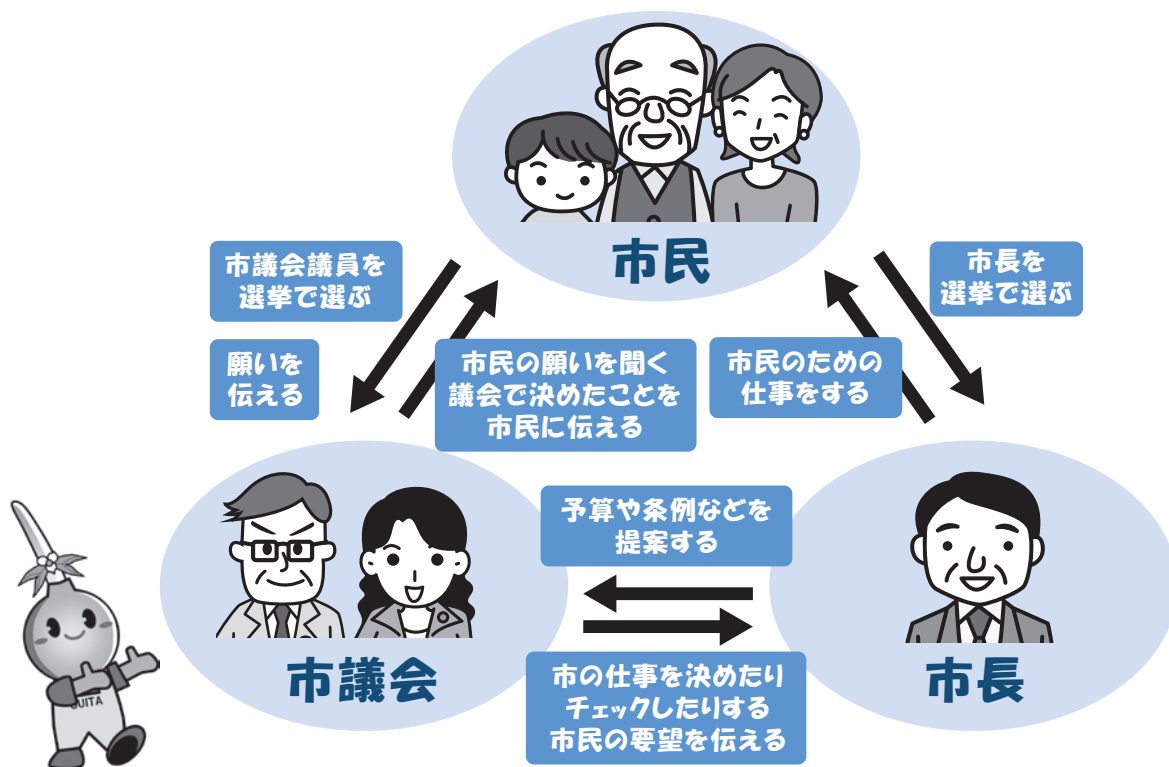 市民
市議会議員を
選挙で選ぶ
市長を
選挙で選ぶ
願いを
伝える
市民の願いを聞く
議会で決めたことを
市民に伝える
市民のための
仕事をする
予算や条例などを
提案する
市議会
市長
市の仕事を決めたり
チェックしたりする
市民の要望を伝える
SUITA